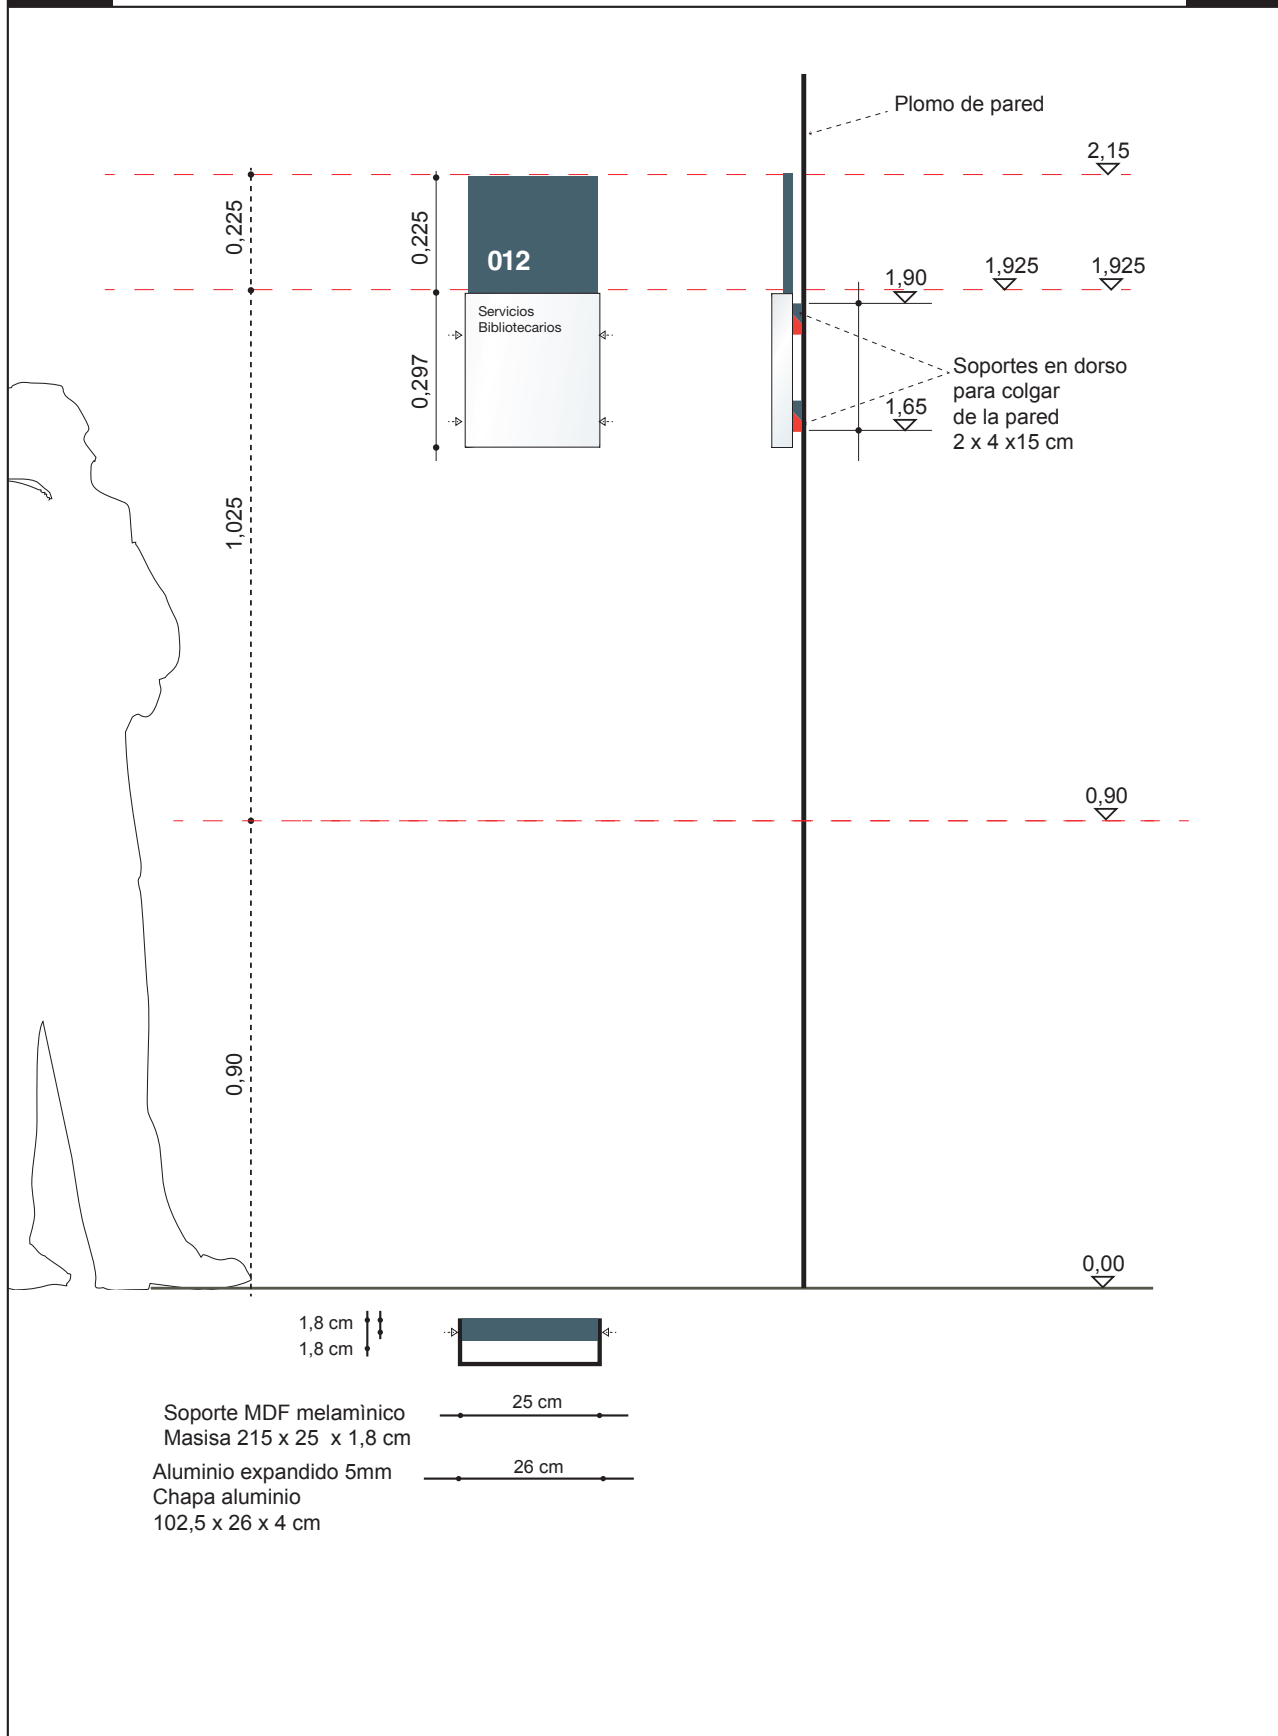 Plomo de pared
2,15
0,225
0,225
012
1,925
1,925
1,90
Servicios
Bibliotecarios
0,297
Soportes en dorso
para colgar
de la pared
2 x 4 x15 cm
1,65
1,025
0,90
0,90
0,00
1,8 cm
1,8 cm
25 cm
Soporte MDF melamìnico
Masisa 215 x 25 x 1,8 cm
26 cm
Aluminio expandido 5mm
Chapa aluminio
102,5 x 26 x 4 cm